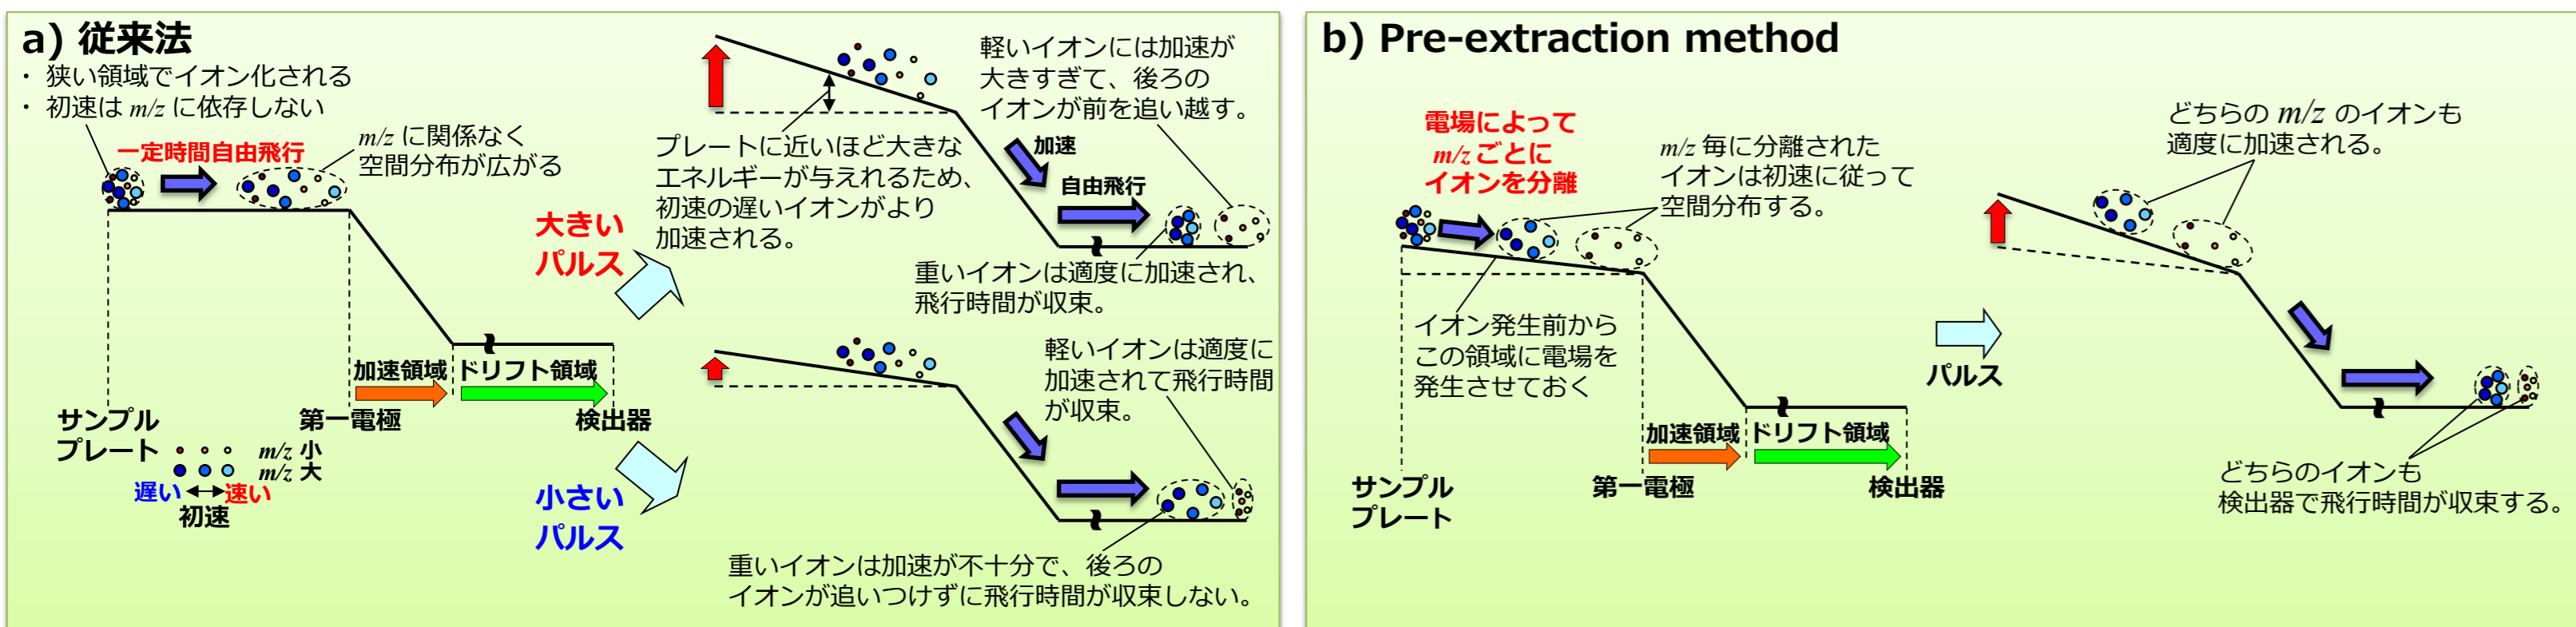 a) 従来法
・ 狭い領域でイオン化される
・ 初速は m/z に依存しない
一定時間自由飛行
m/z に関係なく
空間分布が広がる
加速領域
ドリフト領域
サンプル
プレート
第一電極
検出器
m/z 小
m/z 大
遅い
速い
初速
大きい
パルス
小さい
パルス
プレートに近いほど大きな
エネルギーが与えれるため、
初速の遅いイオンがより
加速される。
軽いイオンには加速が
大きすぎて、後ろの
イオンが前を追い越す。
加速
自由飛行
重いイオンは適度に加速され、
飛行時間が収束。
軽いイオンは適度に
加速されて飛行時間
が収束。
重いイオンは加速が不十分で、後ろの
イオンが追いつけずに飛行時間が収束しない。
b) Pre-extraction method
電場によって
m/z ごとに
イオンを分離
m/z 毎に分離された
イオンは初速に従って
空間分布する。
イオン発生前から
この領域に電場を
発生させておく
加速領域
ドリフト領域
サンプル
プレート
第一電極
検出器
パルス
どちらの m/z のイオンも
適度に加速される。
どちらのイオンも
検出器で飛行時間が収束する。